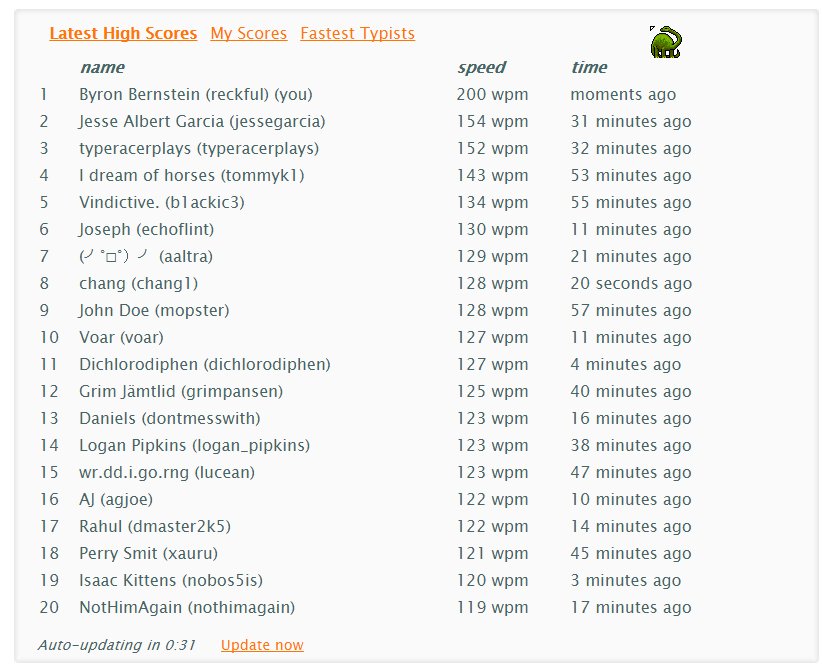 Latest High Scores My Scores Fastest Typists
name speed time
1 Byron Bernstein (reckful) (you) 200 wpm moments ago
2 Jesse Albert Garcia (jessegarcia) 154 wpm 31 minutes ago
3 typeracerplays (typeracerplays) 152 wpm 32 minutes ago
4 I dream of horses (tommyk1) 143 wpm 53 minutes ago
5 Vindictive. (b1ackic3) 134 wpm 55 minutes ago
6 Joseph (echoflint) 130 wpm 11 minutes ago
7 (╯°□°）╯ (aaltra) 129 wpm 21 minutes ago
8 chang (chang1) 128 wpm 20 seconds ago
9 John Doe (mopster) 128 wpm 57 minutes ago
10 Voar (voar) 127 wpm 11 minutes ago
11 Dichlorodiphen (dichlorodiphen) 127 wpm 4 minutes ago
12 Grim Jämtlid (grimpansen) 125 wpm 40 minutes ago
13 Daniels (dontmesswith) 123 wpm 16 minutes ago
14 Logan Pipkins (logan_pipkins) 123 wpm 38 minutes ago
15 wr.dd.i.go.rng (lucean) 123 wpm 47 minutes ago
16 AJ (agjoe) 122 wpm 10 minutes ago
17 Rahul (dmaster2k5) 122 wpm 14 minutes ago
18 Perry Smit (xauru) 121 wpm 45 minutes ago
19 Isaac Kittens (nobos5is) 120 wpm 3 minutes ago
20 NotHimAgain (nothimagain) 119 wpm 17 minutes ago
Auto-updating in 0:31 Update now